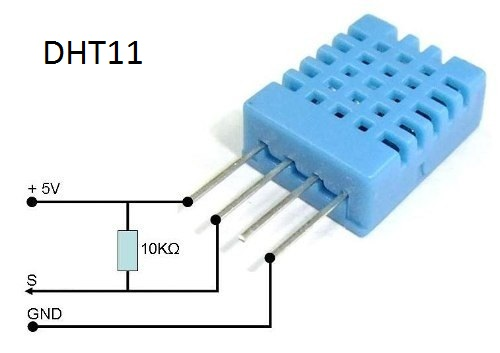 DHT11
+ 5V
10KΩ
S
GND